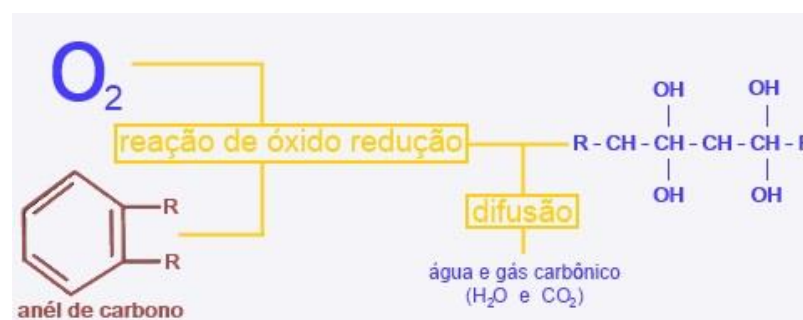 O₂
reação de óxido redução
R
R
anél de carbono
difusão
água e gás carbônico
(H₂O e CO₂)
OH OH
R - CH - CH - CH - CH - R
OH OH